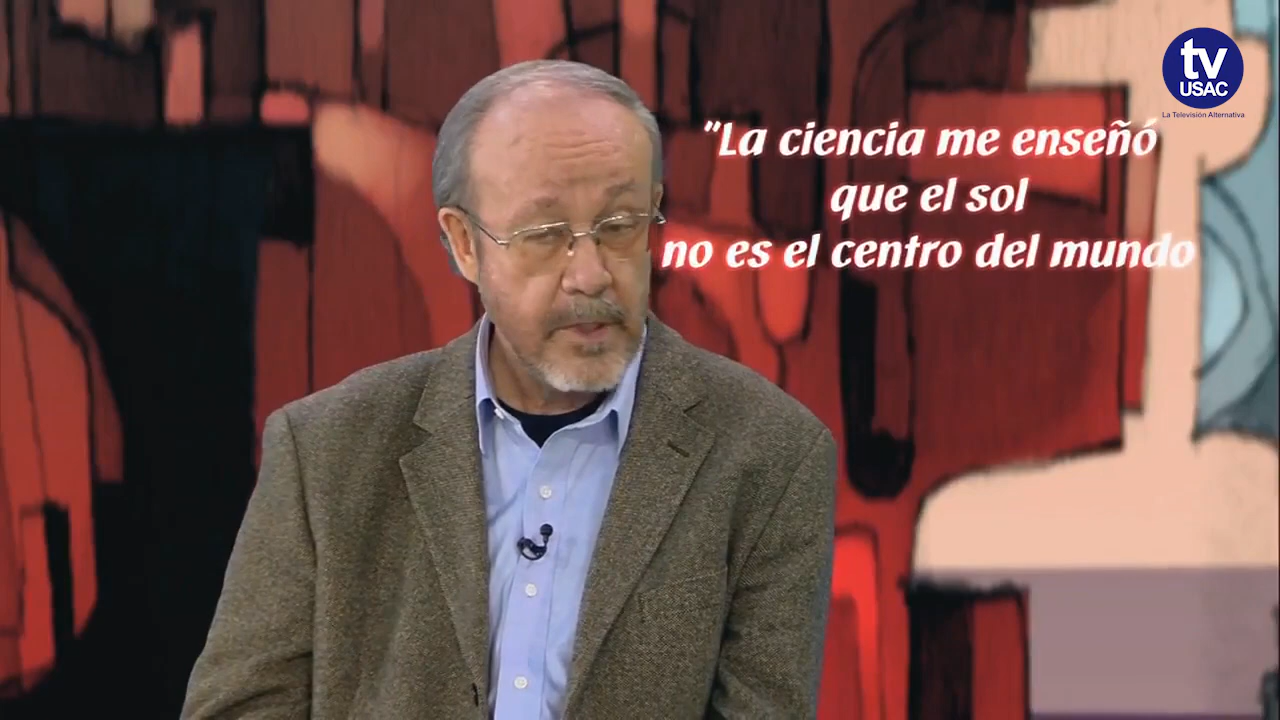 tv
USAC
La Televisión Alternativa
"La ciencia me enseñó
que el sol
no es el centro del mundo